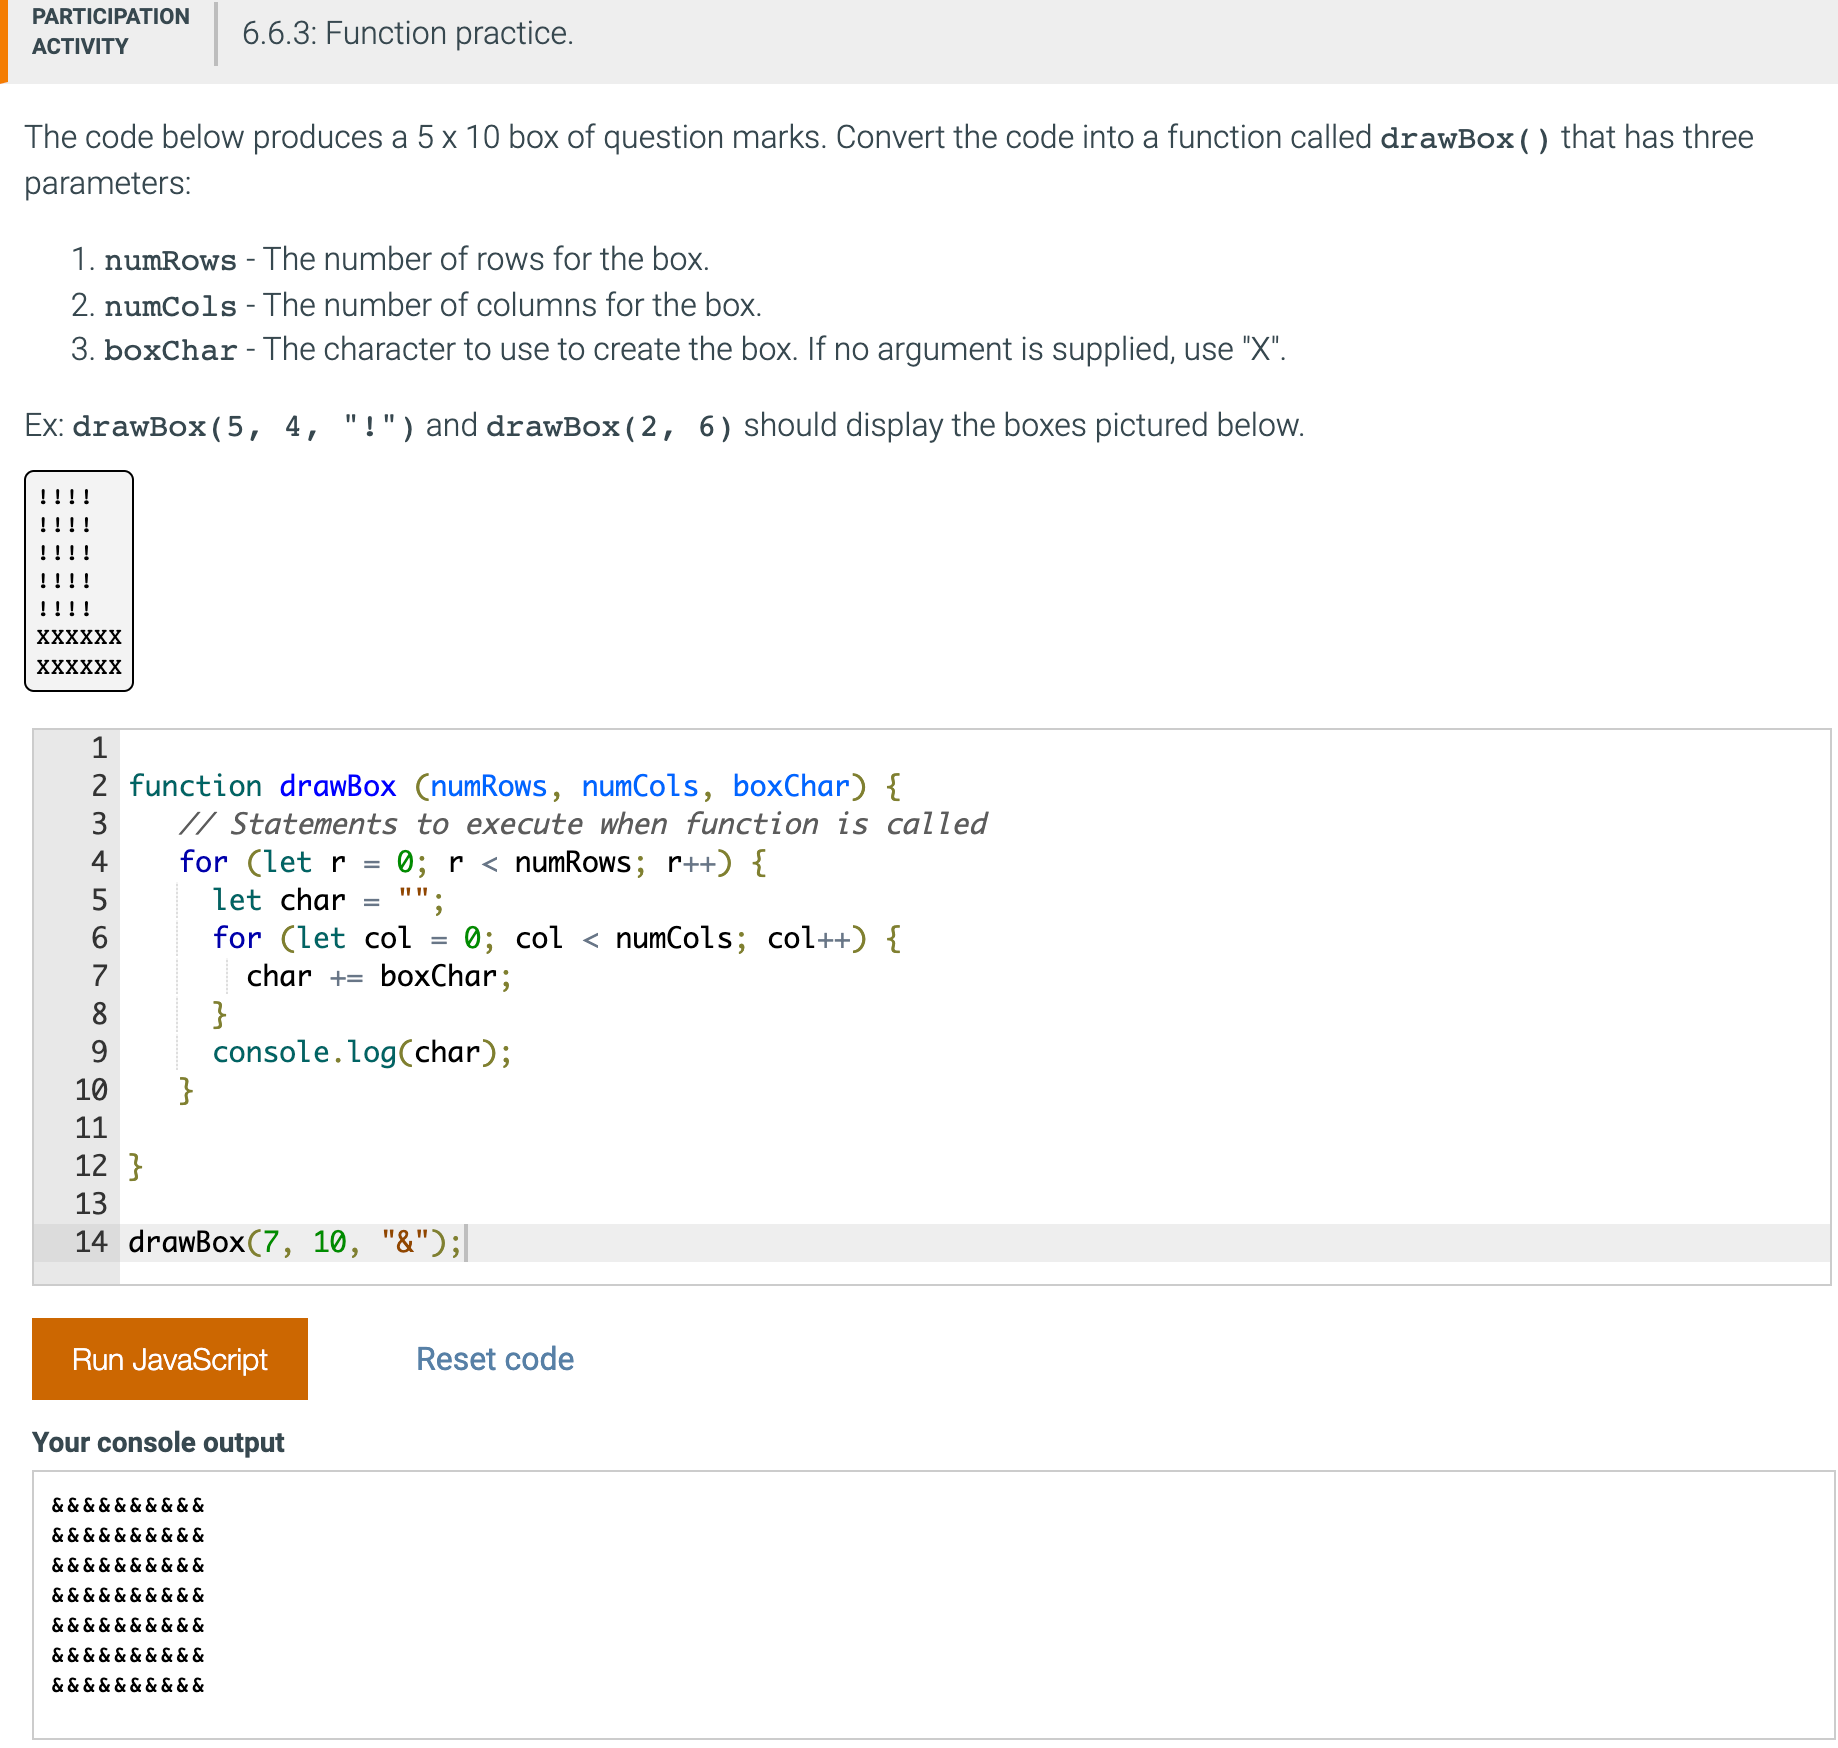 PARTICIPATION
ACTIVITY
6.6.3: Function practice.
The code below produces a 5 x 10 box of question marks. Convert the code into a function called drawBox() that has three
parameters:
1. numRows - The number of rows for the box.
2. numCols - The number of columns for the box.
3. boxChar - The character to use to create the box. If no argument is supplied, use "X".
Ex: drawBox(5, 4, "!") and drawBox(2, 6) should display the boxes pictured below.
!!!!
!!!!
!!!!
!!!!
!!!!
XXXXXX
XXXXXX
1
2 function drawBox (numRows, numCols, boxChar) {
3    // Statements to execute when function is called
4    for (let r = 0; r < numRows; r++) {
5      let char = "";
6      for (let col = 0; col < numCols; col++) {
7        char += boxChar;
8      }
9      console.log(char);
10    }
11
12 }
13
14 drawBox(7, 10, "&");
Run JavaScript
Reset code
Your console output
&&&&&&&&&&
&&&&&&&&&&
&&&&&&&&&&
&&&&&&&&&&
&&&&&&&&&&
&&&&&&&&&&
&&&&&&&&&&